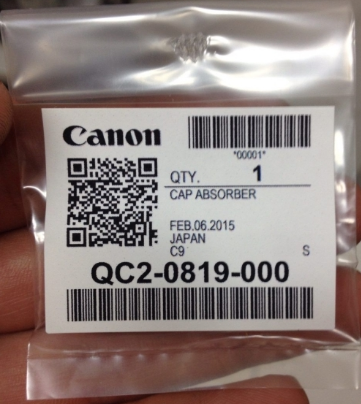 Canon
*00001*
QTY. 1
CAP ABSORBER
FEB.06.2015
JAPAN
C9 S
QC2-0819-000